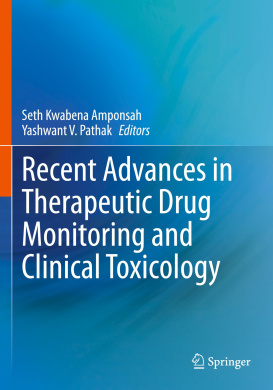 Seth Kwabena Amponsah
Yashwant V. Pathak Editors
Recent Advances in
Therapeutic Drug
Monitoring and
Clinical Toxicology
Springer